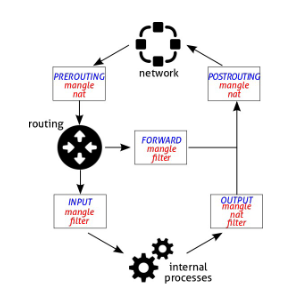 network
PREROUTING
mangle
nat
POSTROUTING
mangle
nat
routing
FORWARD
mangle
filter
INPUT
mangle
filter
OUTPUT
mangle
nat
filter
internal
processes